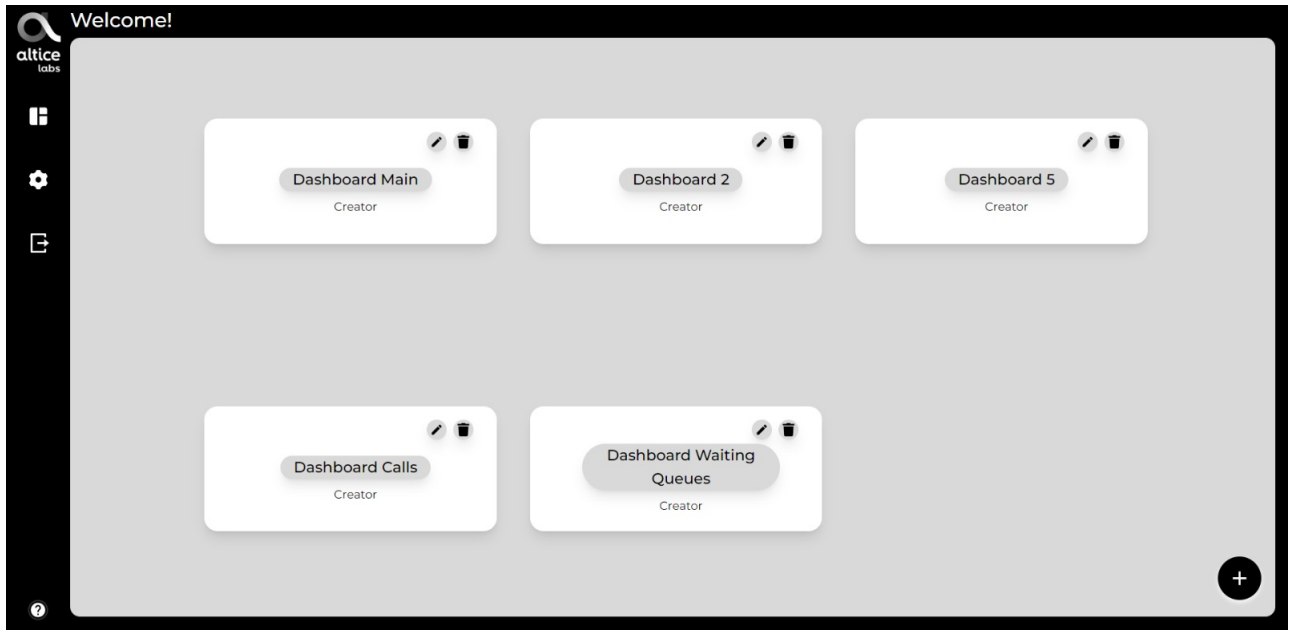 Welcome!
altice
labs
Dashboard Main
Creator
Dashboard 2
Creator
Dashboard 5
Creator
Dashboard Calls
Creator
Dashboard Waiting
Queues
Creator
+
?